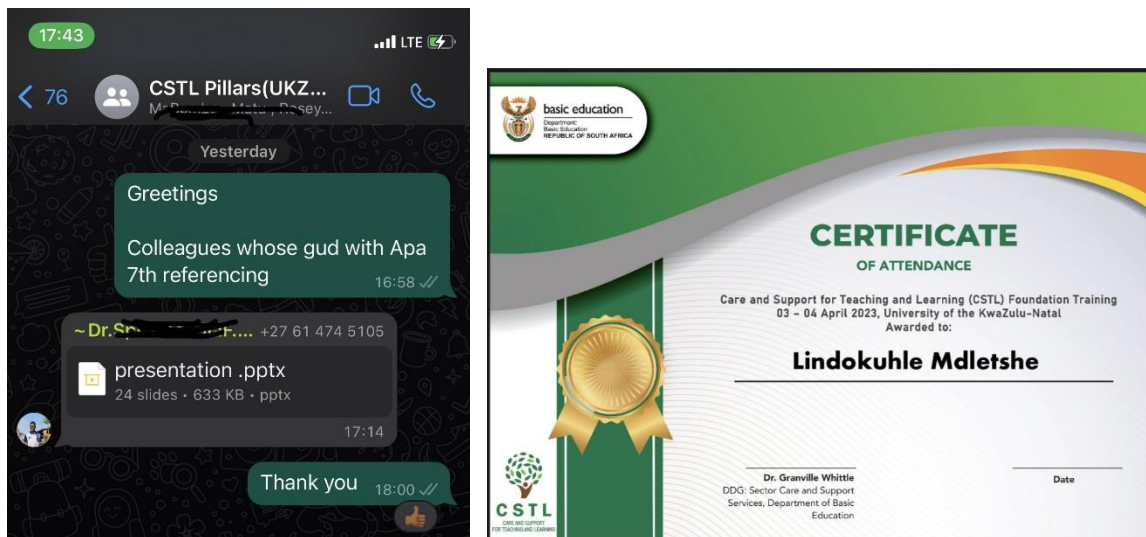 17:43
LTE
76
CSTL Pillars(UKZ...
Yesterday
Greetings
Colleagues whose gud with Apa
7th referencing
16:58
~Dr.Sp +27 61 474 5105
presentation .pptx
24 slides • 633 KB • pptx
17:14
Thank you
18:00
basic education
Department:
Basic Education
REPUBLIC OF SOUTH AFRICA
CERTIFICATE
OF ATTENDANCE
Care and Support for Teaching and Learning (CSTL) Foundation Training
03 – 04 April 2023, University of the KwaZulu-Natal
Awarded to:
Lindokuhle Mdletshe
Dr. Granville Whittle
DDG: Sector Care and Support
Services, Department of Basic
Education
Date
CSTL
CARE AND SUPPORT
FOR TEACHING AND LEARNING